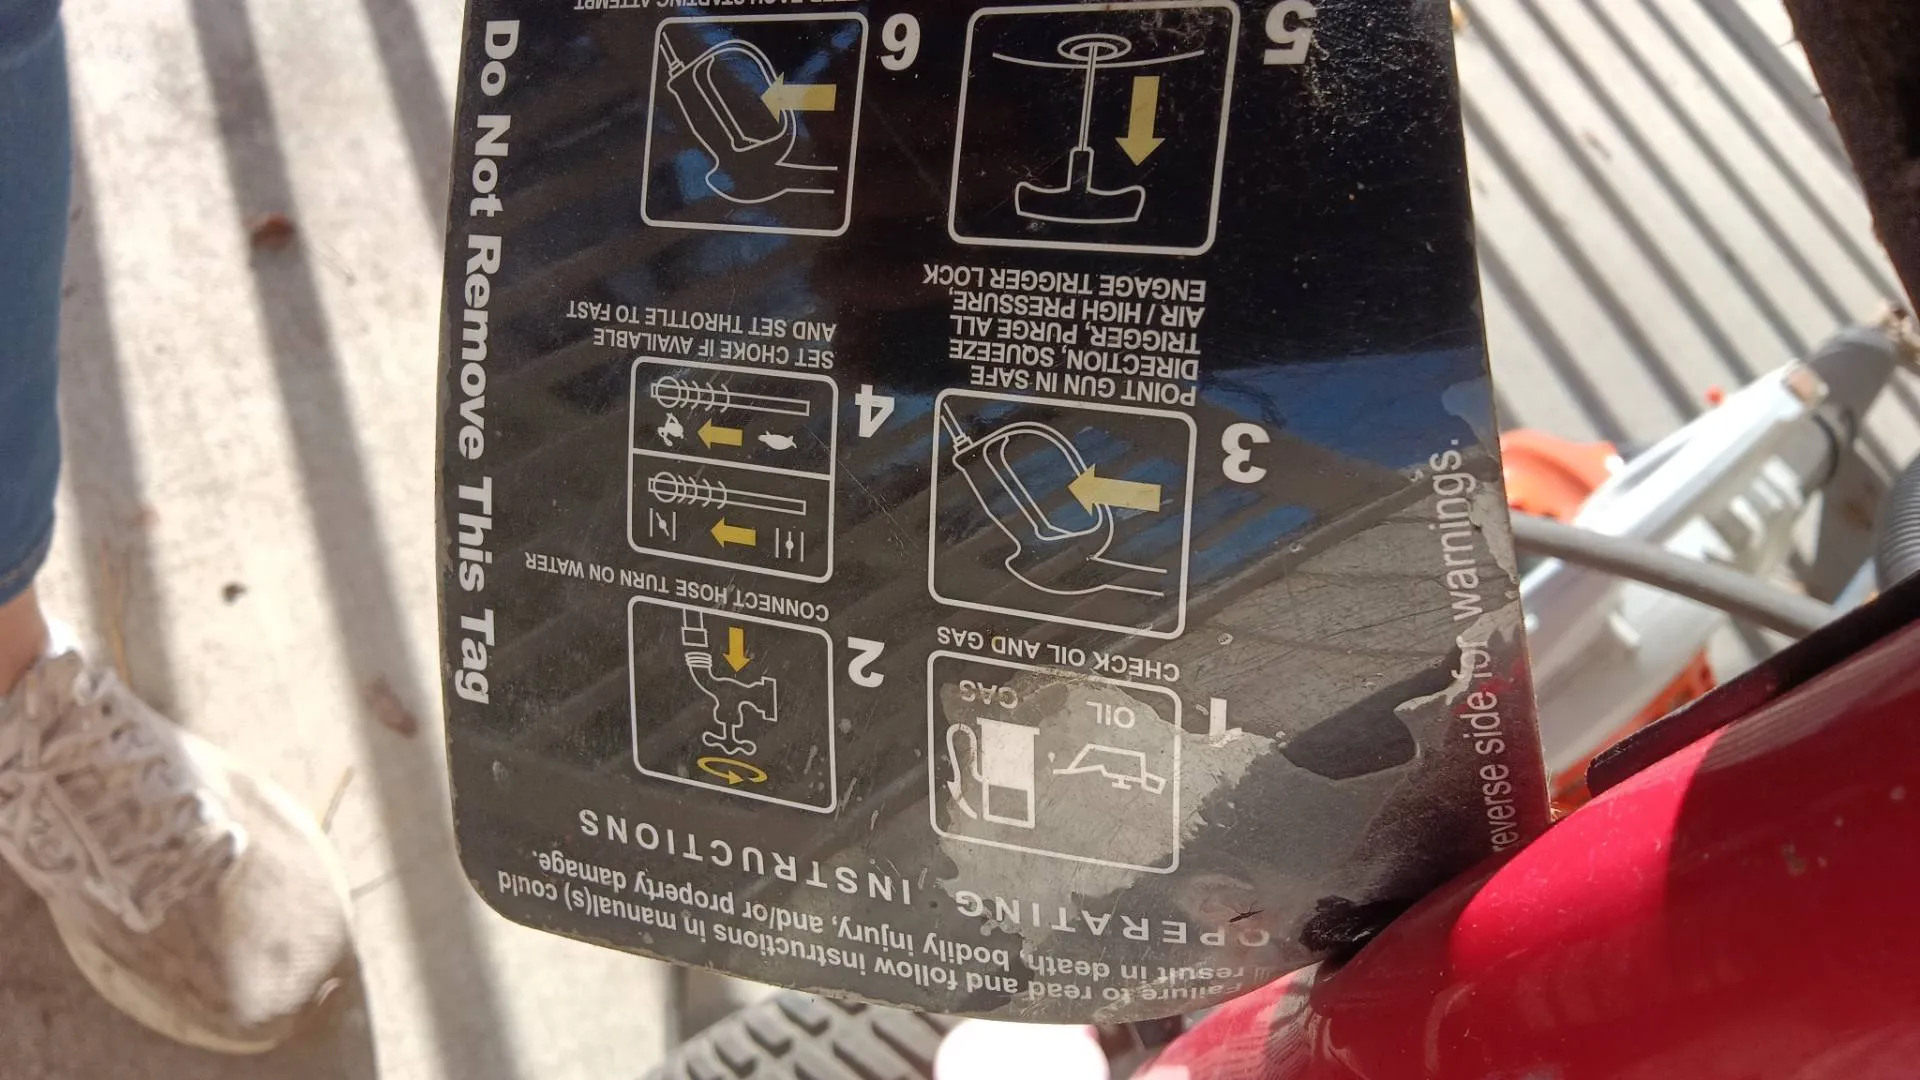 Failure to read and follow instructions in manual(s) could
result in death, bodily injury, and/or property damage.
OPERATING INSTRUCTIONS
1
OIL
GAS
CHECK OIL AND GAS
2
CONNECT HOSE TURN ON WATER
3
POINT GUN IN SAFE
DIRECTION, SQUEEZE
TRIGGER, PURGE ALL
AIR / HIGH PRESSURE,
ENGAGE TRIGGER LOCK
4
SET CHOKE IF AVAILABLE
AND SET THROTTLE TO FAST
5
6
EACH STARTING ATTEMPT
Do Not Remove This Tag
reverse side for warnings.